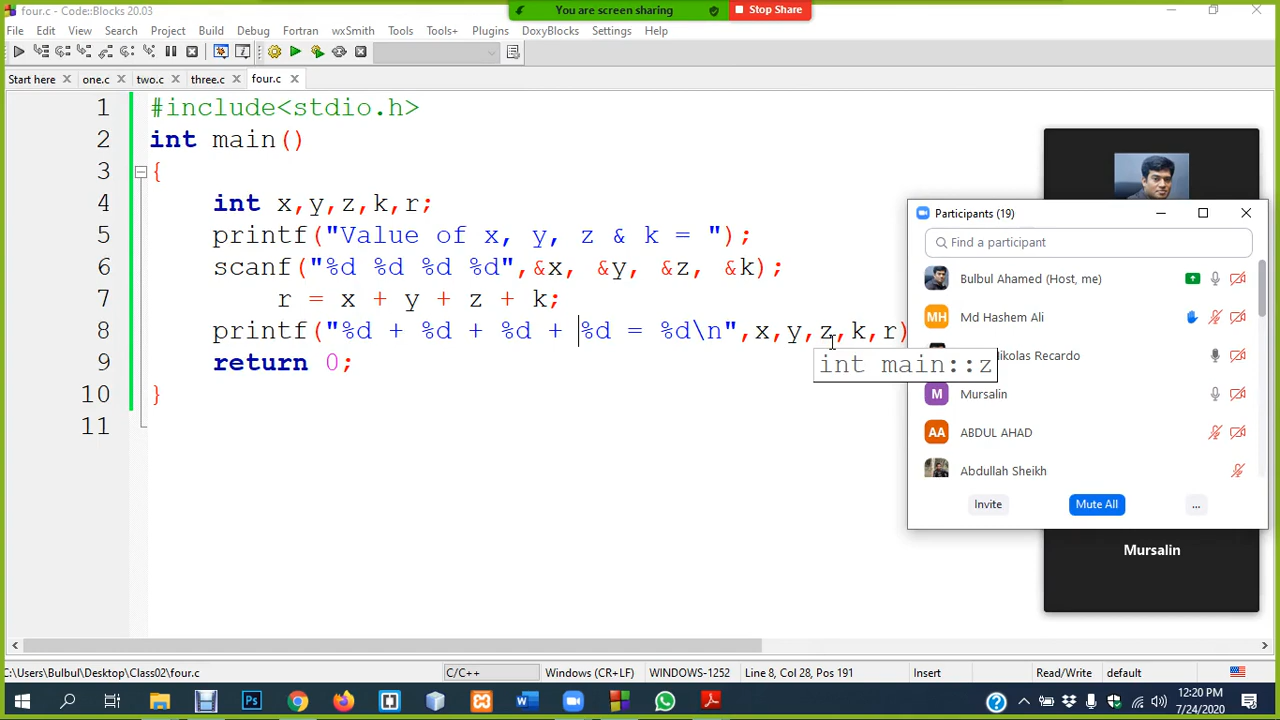 four.c - Code::Blocks 20.03
You are screen sharing
Stop Share
File Edit View Search Project Build Debug Fortran wxSmith Tools Tools+ Plugins DoxyBlocks Settings Help
Start here one.c two.c three.c four.c
1 #include<stdio.h>
2 int main()
3 {
4 int x,y,z,k,r;
5 printf("Value of x, y, z & k = ");
6 scanf("%d %d %d %d",&x, &y, &z, &k);
7 r = x + y + z + k;
8 printf("%d + %d + %d + %d = %d\n",x,y,z,k,r)
int main::z
9 return 0;
10 }
11
Participants (19)
Find a participant
Bulbul Ahamed (Host, me)
MH Md Hashem Ali
Nikolas Recardo
M Mursalin
AA ABDUL AHAD
Abdullah Sheikh
Invite Mute All ...
Mursalin
C:\Users\Bulbul\Desktop\Class02\four.c C/C++ Windows (CR+LF) WINDOWS-1252 Line 8, Col 28, Pos 191 Insert Read/Write default
12:20 PM
7/24/2020